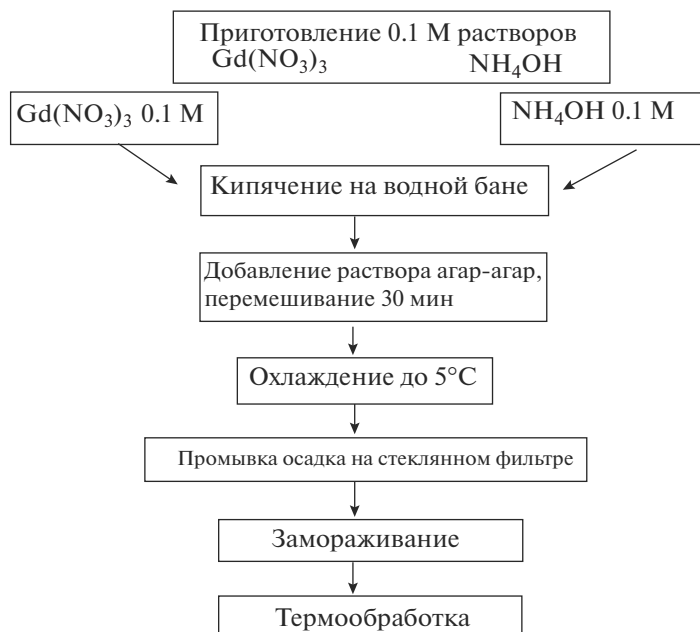 Приготовление 0.1 М растворов
Gd(NO₃)₃ NH₄OH
Gd(NO₃)₃ 0.1 М
NH₄OH 0.1 М
Кипячение на водной бане
Добавление раствора агар-агар,
перемешивание 30 мин
Охлаждение до 5°С
Промывка осадка на стеклянном фильтре
Замораживание
Термообработка